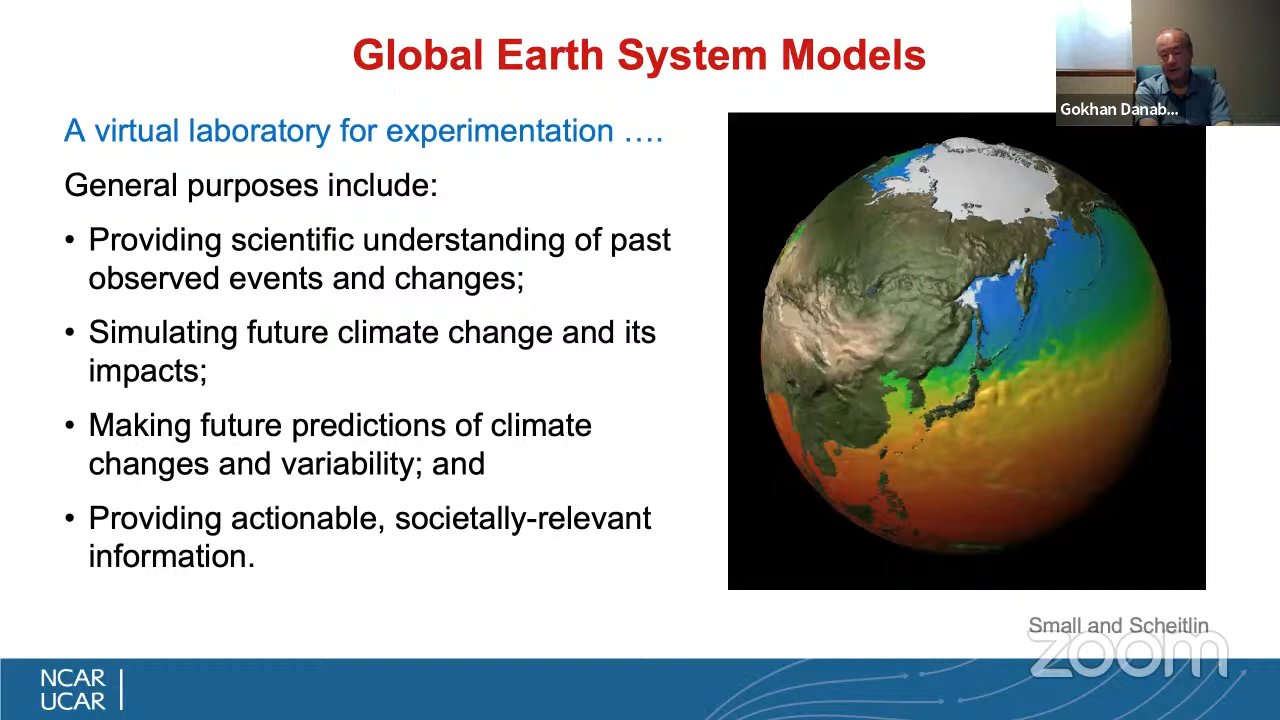 Global Earth System Models
Gokhan Danab...
A virtual laboratory for experimentation ....
General purposes include:
• Providing scientific understanding of past
observed events and changes;
• Simulating future climate change and its
impacts;
• Making future predictions of climate
changes and variability; and
• Providing actionable, societally-relevant
information.
Small and Scheitlin
zoom
NCAR
UCAR